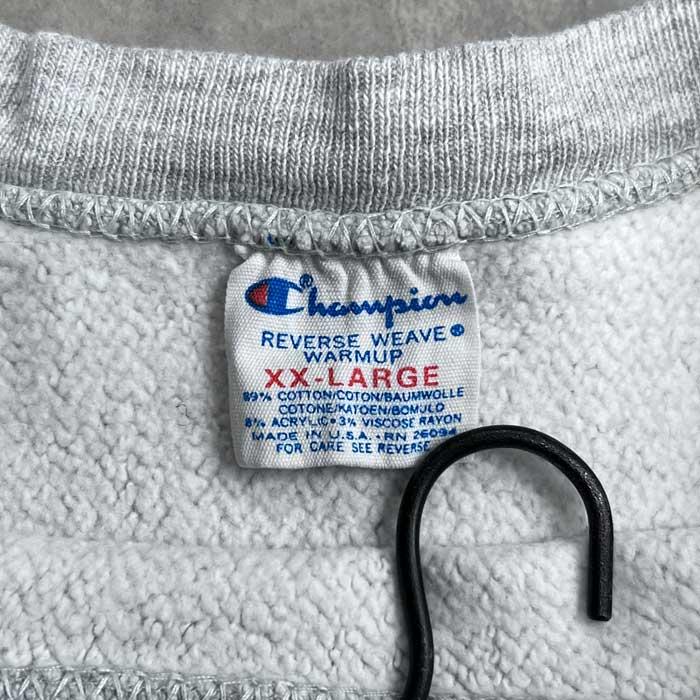 Champion®
REVERSE WEAVE®
WARMUP
XX-LARGE
89% COTTON/COTON/BAUMWOLLE
COTONE/KAYOEN/BOMULD
8% ACRYLIC • 3% VISCOSE RAYON
MADE IN U.S.A. • RN 26094
FOR CARE SEE REVERSE